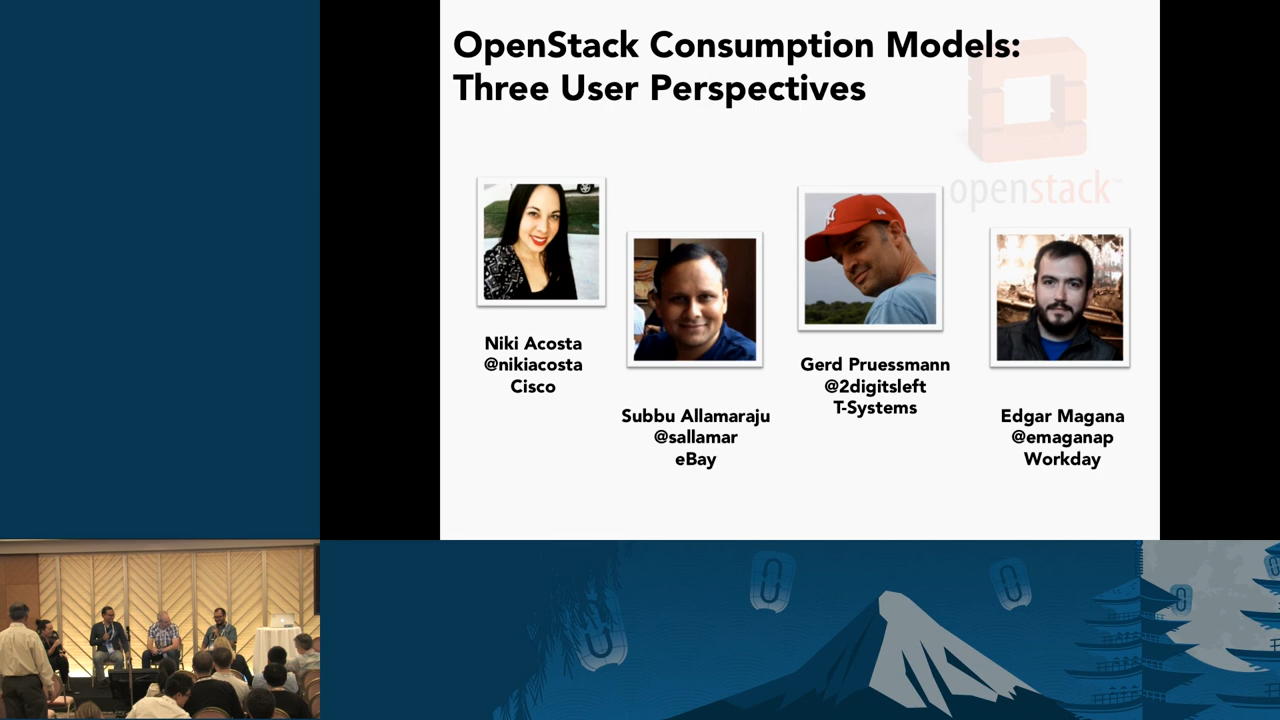 OpenStack Consumption Models:
Three User Perspectives
openstack™
Niki Acosta
@nikiacosta
Cisco
Subbu Allamaraju
@sallamar
eBay
Gerd Pruessmann
@2digitsleft
T-Systems
Edgar Magana
@emaganap
Workday